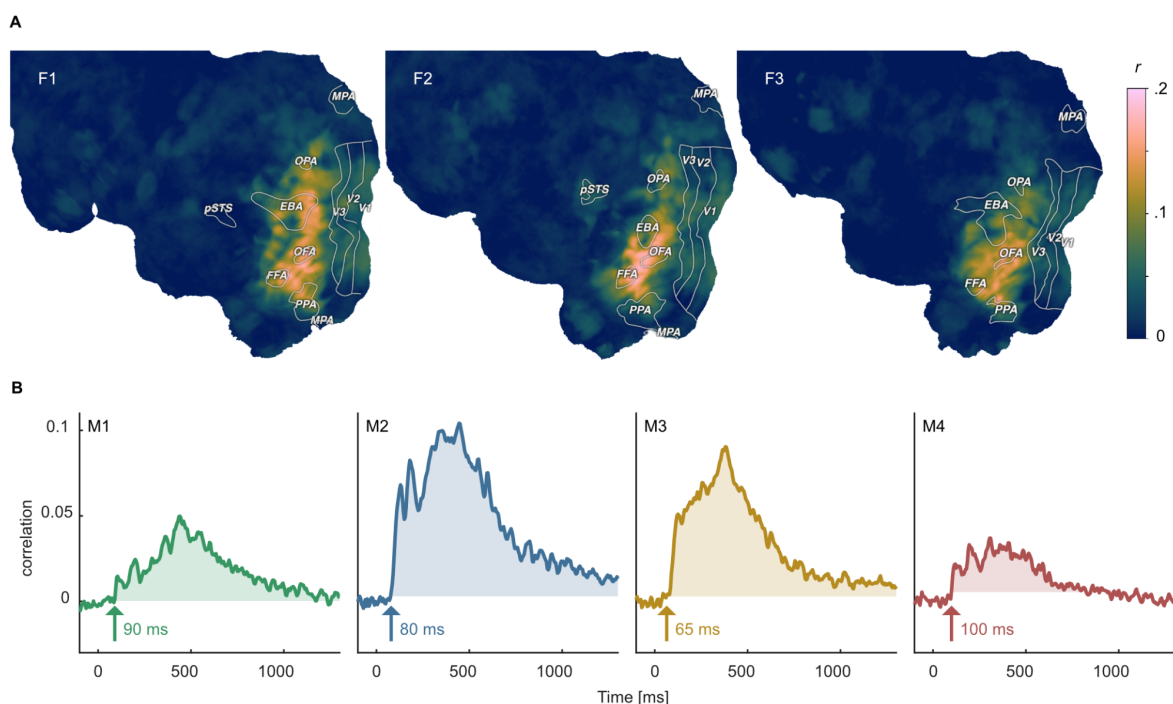 A
F1
MPA
OPA
pSTS
EBA
V3
V2
V1
OFA
FFA
PPA
MPA
F2
MPA
V3
V2
OPA
pSTS
V1
EBA
OFA
FFA
PPA
MPA
F3
MPA
OPA
EBA
V2
V1
V3
OFA
FFA
PPA
r
.2
.1
0
B
correlation
0.1
0.05
0
M1
90 ms
M2
80 ms
M3
65 ms
M4
100 ms
0 500 1000
0 500 1000
0 500 1000
0 500 1000
Time [ms]